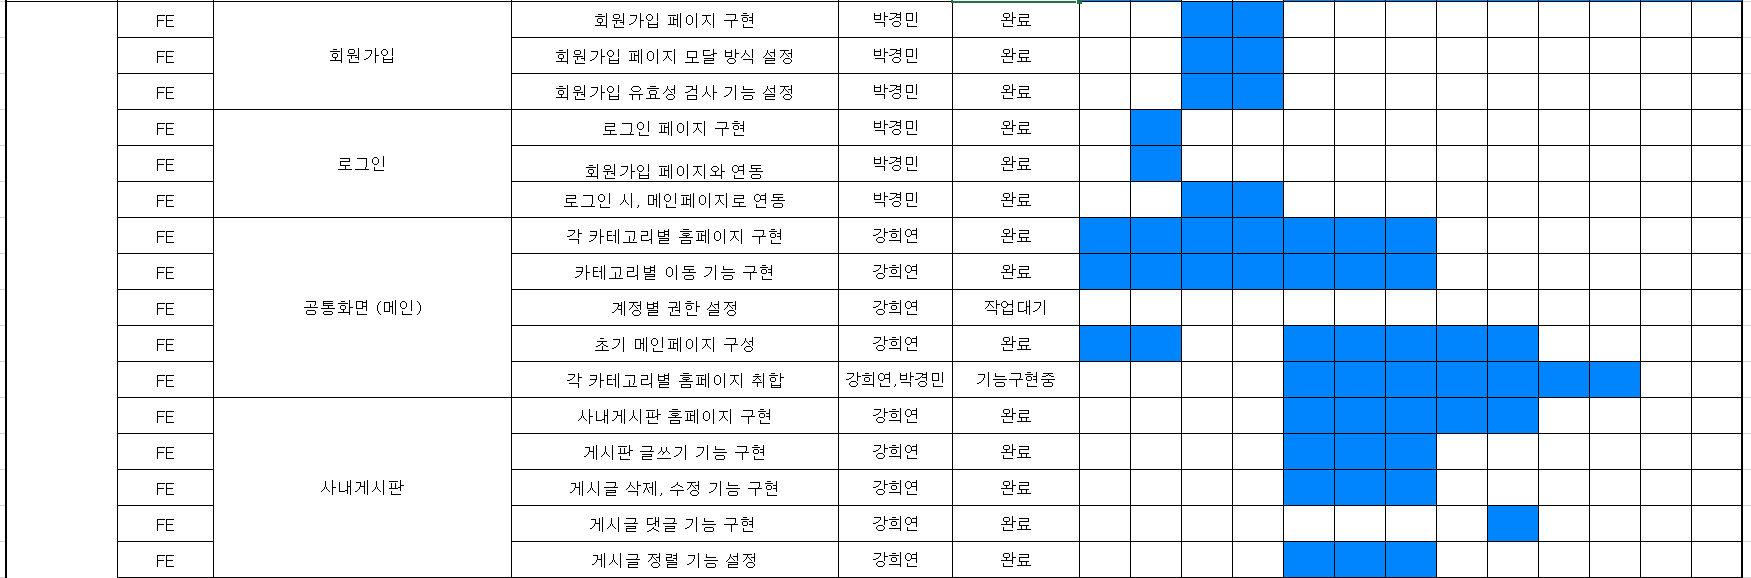 FE 회원가입 회원가입 페이지 구현 박경민 완료
FE 회원가입 페이지 모달 방식 설정 박경민 완료
FE 회원가입 유효성 검사 기능 설정 박경민 완료
FE 로그인 로그인 페이지 구현 박경민 완료
FE 회원가입 페이지와 연동 박경민 완료
FE 로그인 시, 메인페이지로 연동 박경민 완료
FE 공통화면 (메인) 각 카테고리별 홈페이지 구현 강희연 완료
FE 카테고리별 이동 기능 구현 강희연 완료
FE 계정별 권한 설정 강희연 작업대기
FE 초기 메인페이지 구성 강희연 완료
FE 각 카테고리별 홈페이지 취합 강희연,박경민 기능구현중
FE 사내게시판 사내게시판 홈페이지 구현 강희연 완료
FE 게시판 글쓰기 기능 구현 강희연 완료
FE 게시글 삭제, 수정 기능 구현 강희연 완료
FE 게시글 댓글 기능 구현 강희연 완료
FE 게시글 정렬 기능 설정 강희연 완료